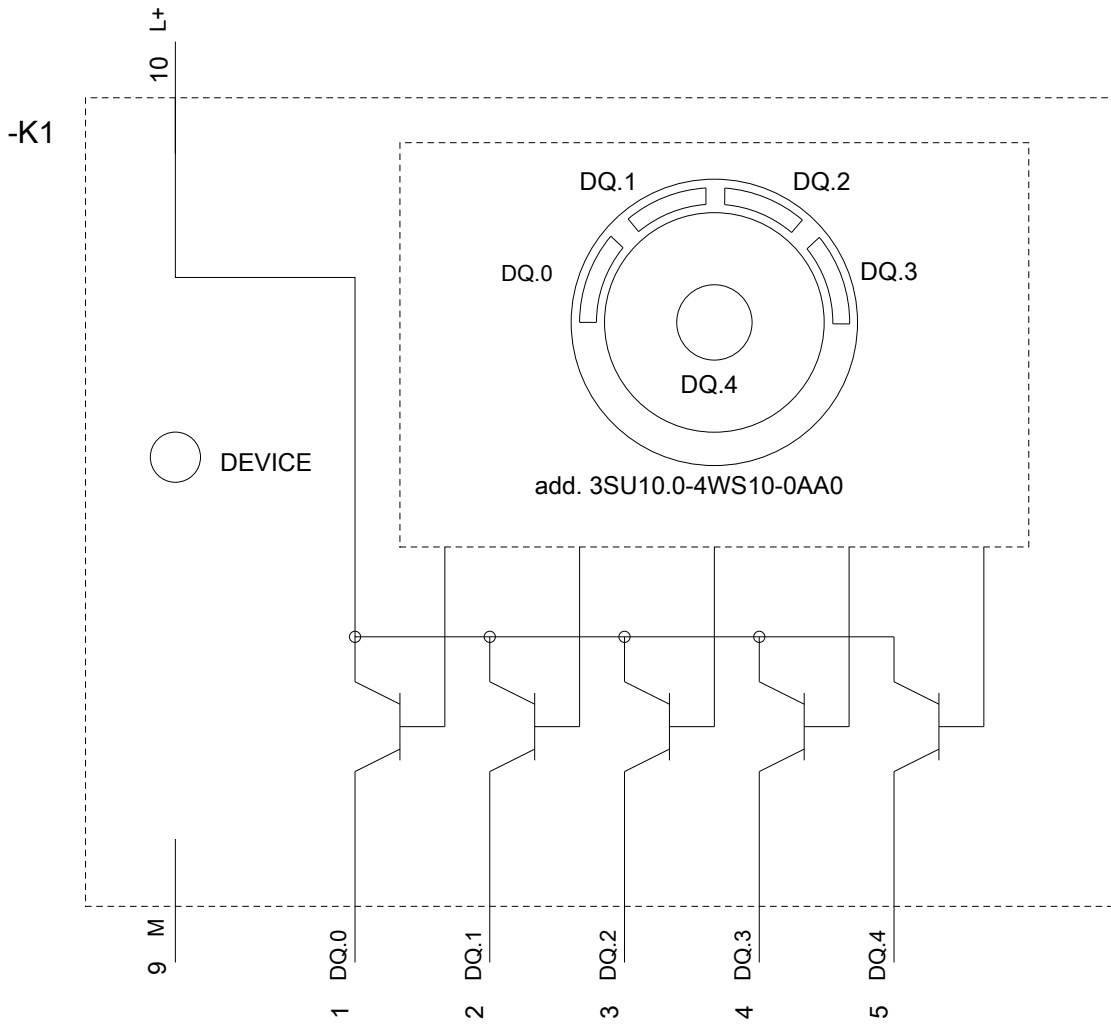 L+
10
-K1
DQ.1
DQ.2
DQ.0
DQ.3
DQ.4
DEVICE
add. 3SU10.0-4WS10-0AA0
M
9
DQ.0
1
DQ.1
2
DQ.2
3
DQ.3
4
DQ.4
5